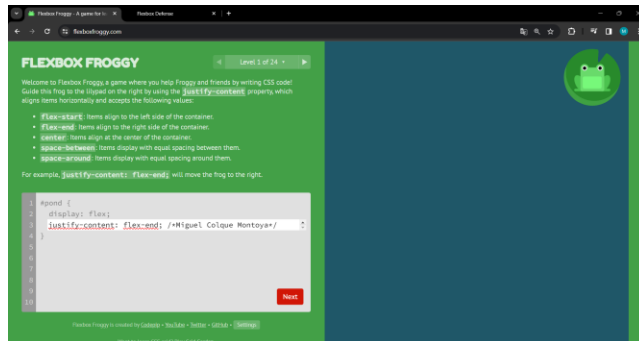 Flexbox Froggy - A game for le
Flexbox Defense
flexboxfroggy.com
FLEXBOX FROGGY
Level 1 of 24
Welcome to Flexbox Froggy, a game where you help Froggy and friends by writing CSS code!
Guide this frog to the lilypad on the right by using the justify-content property, which
aligns items horizontally and accepts the following values:
• flex-start: Items align to the left side of the container.
• flex-end: Items align to the right side of the container.
• center: Items align at the center of the container.
• space-between: Items display with equal spacing between them.
• space-around: Items display with equal spacing around them.
For example, justify-content: flex-end; will move the frog to the right.
1 #pond {
2 display: flex;
3 justify-content: flex-end; /*Miguel Colque Montoya*/
4 }
5
6
7
8
9
10
Next
Flexbox Froggy is created by Codepip • YouTube • Twitter • GitHub • Settings